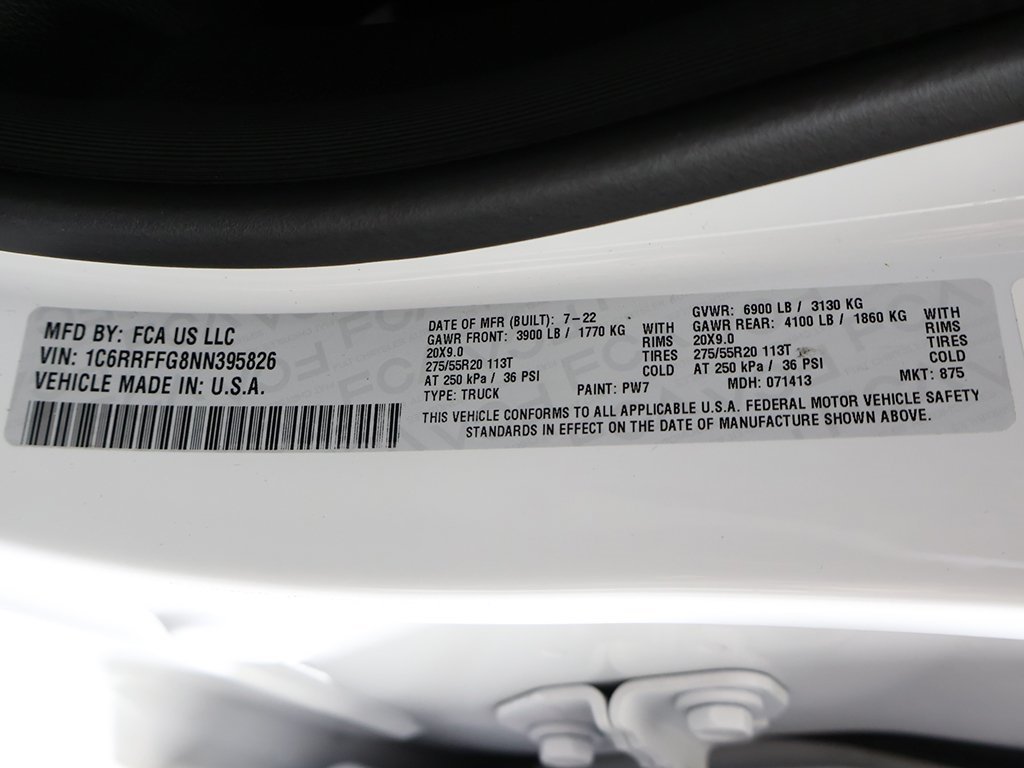 MFD BY: FCA US LLC
VIN: 1C6RRFFG8NN395826
VEHICLE MADE IN: U.S.A.
DATE OF MFR (BUILT): 7-22
GAWR FRONT: 3900 LB / 1770 KG WITH
20X9.0 RIMS
275/55R20 113T TIRES
AT 250 kPa / 36 PSI COLD
TYPE: TRUCK PAINT: PW7
GVWR: 6900 LB / 3130 KG
GAWR REAR: 4100 LB / 1860 KG WITH
20X9.0 RIMS
275/55R20 113T TIRES
AT 250 kPa / 36 PSI COLD
MDH: 071413 MKT: 875
THIS VEHICLE CONFORMS TO ALL APPLICABLE U.S.A. FEDERAL MOTOR VEHICLE SAFETY
STANDARDS IN EFFECT ON THE DATE OF MANUFACTURE SHOWN ABOVE.